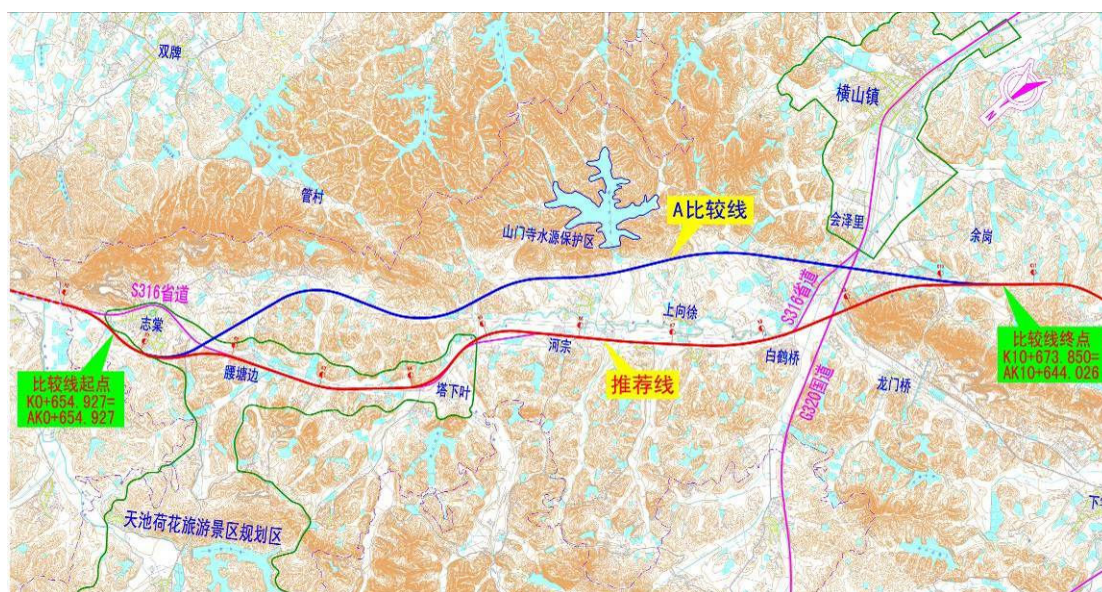 双牌
横山镇
N
管村
A比较线
山门寺水源保护区
会泽里
余岗
S316省道
志棠
上向徐
S316省道
比较线起点
K0+654.927=
AK0+654.927
腰塘边
塔下叶
河宗
推荐线
白鹤桥
G320国道
龙门桥
比较线终点
K10+673.850=
AK10+644.026
天池荷花旅游景区规划区